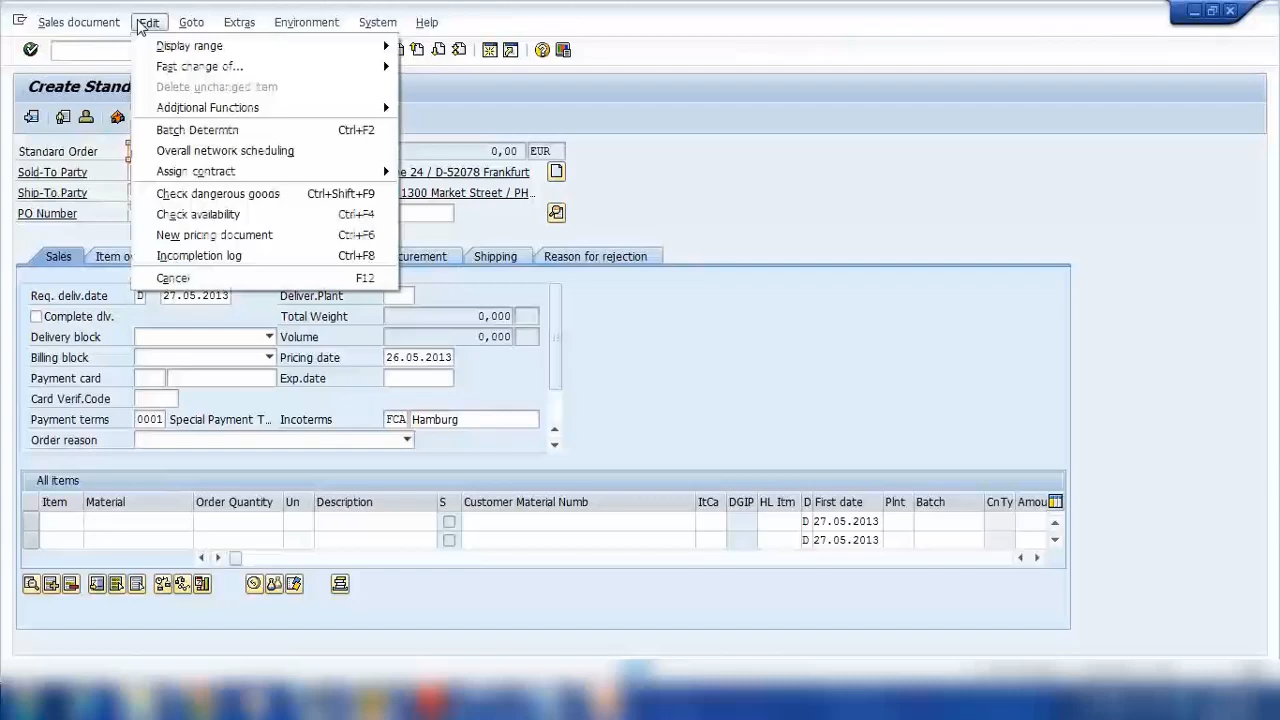 Sales document Edit Goto Extras Environment System Help
Display range
Fast change of...
Delete unchanged item
Additional Functions
Batch Determtn Ctrl+F2
Overall network scheduling
Assign contract
Check dangerous goods Ctrl+Shift+F9
Check availability Ctrl+F4
New pricing document Ctrl+F6
Incompletion log Ctrl+F8
Cancel F12
Create Stand
Standard Order 0,00 EUR
Sold-To Party e 24 / D-52078 Frankfurt
Ship-To Party 1300 Market Street / PH...
PO Number
Sales Item o urement Shipping Reason for rejection
Req. deliv.date D 27.05.2013 Deliver.Plant
Complete dlv. Total Weight 0,000
Delivery block Volume 0,000
Billing block Pricing date 26.05.2013
Payment card Exp.date
Card Verif.Code
Payment terms 0001 Special Payment T... Incoterms FCA Hamburg
Order reason
All items
Item Material Order Quantity Un Description S Customer Material Numb ItCa DGIP HL Itm D First date Plnt Batch CnTy Amou
D 27.05.2013
D 27.05.2013